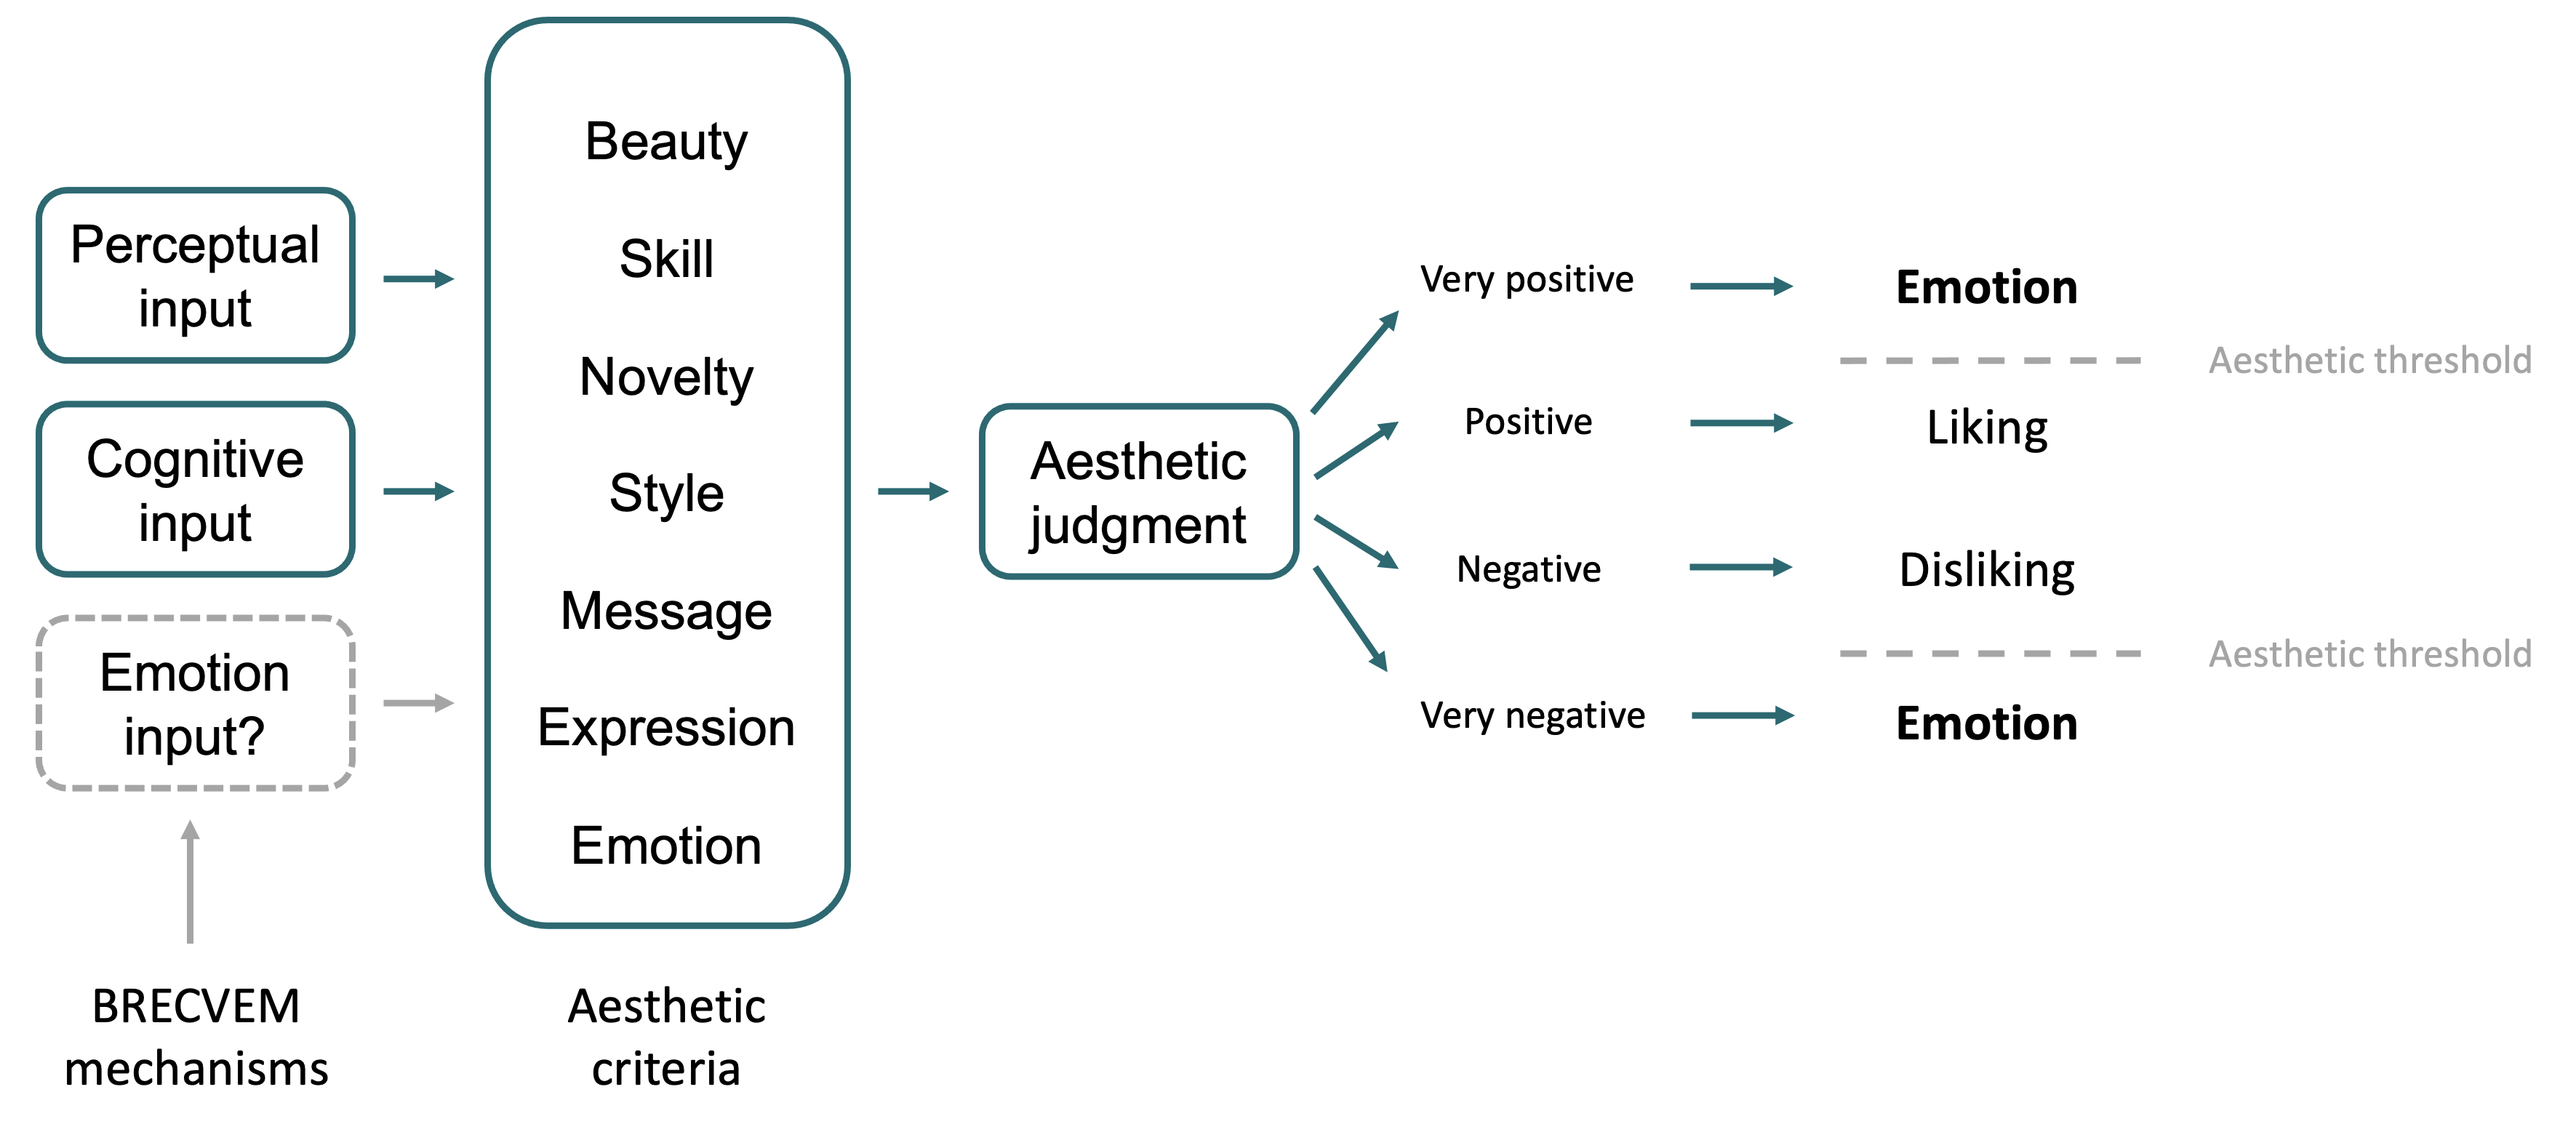 Perceptual
input
Cognitive
input
Emotion
input?
BRECVEM
mechanisms
Beauty
Skill
Novelty
Style
Message
Expression
Emotion
Aesthetic
criteria
Aesthetic
judgment
Very positive
Emotion
Aesthetic threshold
Positive
Liking
Negative
Disliking
Aesthetic threshold
Very negative
Emotion